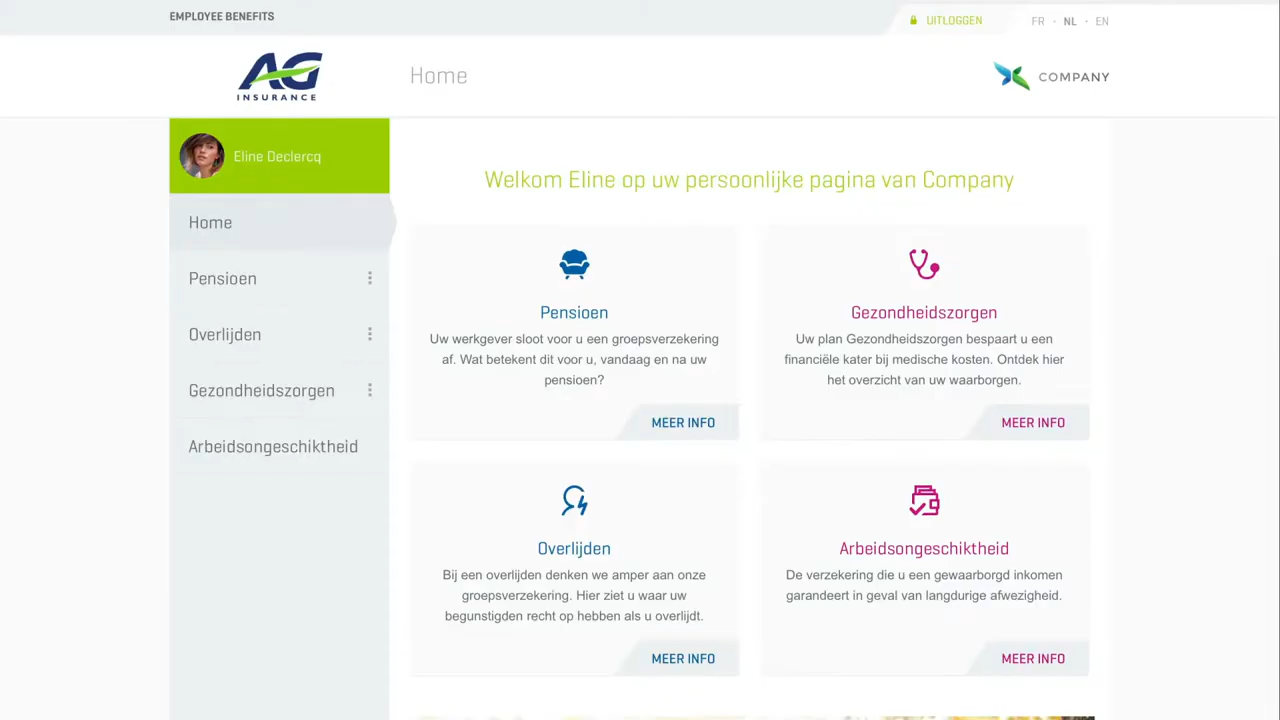 EMPLOYEE BENEFITS
UITLOGGEN
FR · NL · EN
AG
INSURANCE
Home
COMPANY
Eline Declercq
Home
Pensioen
Overlijden
Gezondheidszorgen
Arbeidsongeschiktheid
Welkom Eline op uw persoonlijke pagina van Company
Pensioen
Uw werkgever sloot voor u een groepsverzekering
af. Wat betekent dit voor u, vandaag en na uw
pensioen?
MEER INFO
Gezondheidszorgen
Uw plan Gezondheidszorgen bespaart u een
financiële kater bij medische kosten. Ontdek hier
het overzicht van uw waarborgen.
MEER INFO
Overlijden
Bij een overlijden denken we amper aan onze
groepsverzekering. Hier ziet u waar uw
begunstigden recht op hebben als u overlijdt.
MEER INFO
Arbeidsongeschiktheid
De verzekering die u een gewaarborgd inkomen
garandeert in geval van langdurige afwezigheid.
MEER INFO